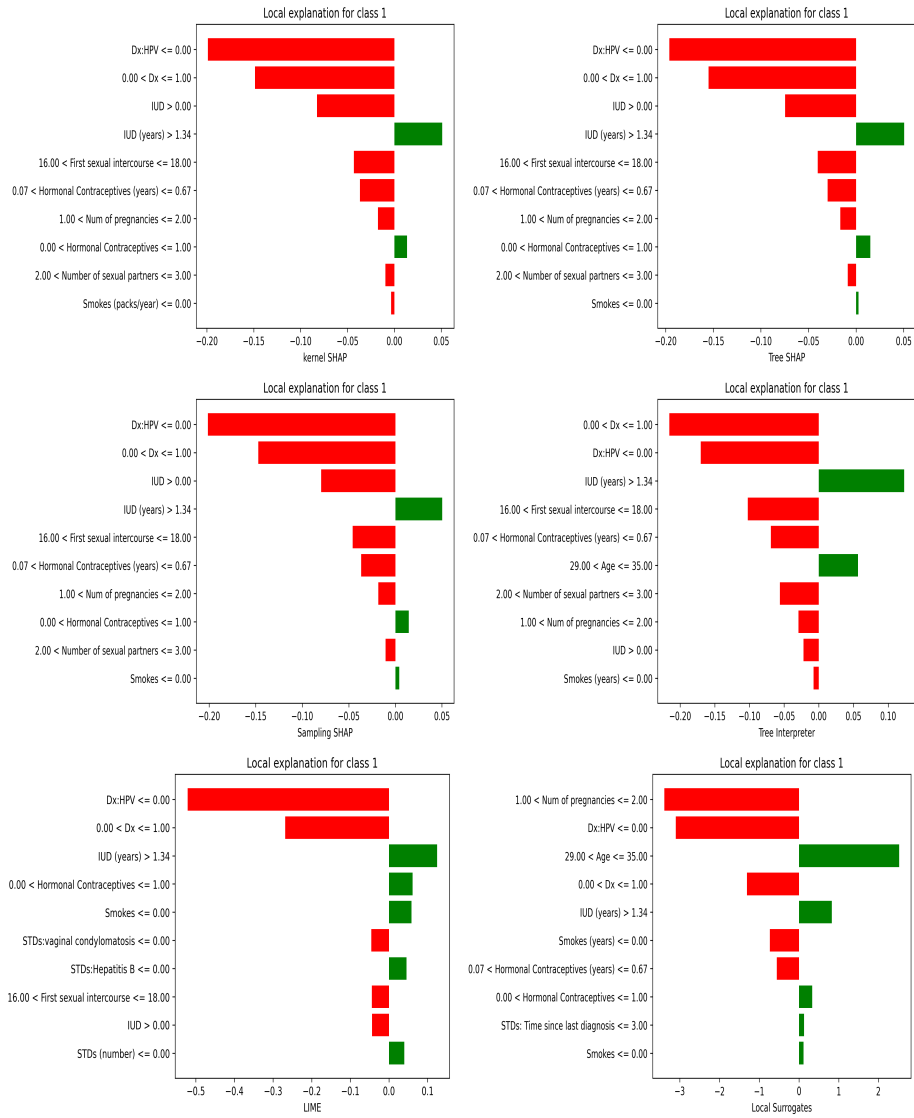 Local explanation for class 1
Dx:HPV <= 0.00
0.00 < Dx <= 1.00
IUD > 0.00
IUD (years) > 1.34
16.00 < First sexual intercourse <= 18.00
0.07 < Hormonal Contraceptives (years) <= 0.67
1.00 < Num of pregnancies <= 2.00
0.00 < Hormonal Contraceptives <= 1.00
2.00 < Number of sexual partners <= 3.00
Smokes (packs/year) <= 0.00
−0.20 −0.15 −0.10 −0.05 0.00 0.05
kernel SHAP
Local explanation for class 1
Dx:HPV <= 0.00
0.00 < Dx <= 1.00
IUD > 0.00
IUD (years) > 1.34
16.00 < First sexual intercourse <= 18.00
0.07 < Hormonal Contraceptives (years) <= 0.67
1.00 < Num of pregnancies <= 2.00
0.00 < Hormonal Contraceptives <= 1.00
2.00 < Number of sexual partners <= 3.00
Smokes <= 0.00
−0.20 −0.15 −0.10 −0.05 0.00 0.05
Tree SHAP
Local explanation for class 1
Dx:HPV <= 0.00
0.00 < Dx <= 1.00
IUD > 0.00
IUD (years) > 1.34
16.00 < First sexual intercourse <= 18.00
0.07 < Hormonal Contraceptives (years) <= 0.67
1.00 < Num of pregnancies <= 2.00
0.00 < Hormonal Contraceptives <= 1.00
2.00 < Number of sexual partners <= 3.00
Smokes <= 0.00
−0.20 −0.15 −0.10 −0.05 0.00 0.05
Sampling SHAP
Local explanation for class 1
0.00 < Dx <= 1.00
Dx:HPV <= 0.00
IUD (years) > 1.34
16.00 < First sexual intercourse <= 18.00
0.07 < Hormonal Contraceptives (years) <= 0.67
29.00 < Age <= 35.00
2.00 < Number of sexual partners <= 3.00
1.00 < Num of pregnancies <= 2.00
IUD > 0.00
Smokes (years) <= 0.00
−0.20 −0.15 −0.10 −0.05 0.00 0.05 0.10
Tree Interpreter
Local explanation for class 1
Dx:HPV <= 0.00
0.00 < Dx <= 1.00
IUD (years) > 1.34
0.00 < Hormonal Contraceptives <= 1.00
Smokes <= 0.00
STDs:vaginal condylomatosis <= 0.00
STDs:Hepatitis B <= 0.00
16.00 < First sexual intercourse <= 18.00
IUD > 0.00
STDs (number) <= 0.00
−0.5 −0.4 −0.3 −0.2 −0.1 0.0 0.1
LIME
Local explanation for class 1
1.00 < Num of pregnancies <= 2.00
Dx:HPV <= 0.00
29.00 < Age <= 35.00
0.00 < Dx <= 1.00
IUD (years) > 1.34
Smokes (years) <= 0.00
0.07 < Hormonal Contraceptives (years) <= 0.67
0.00 < Hormonal Contraceptives <= 1.00
STDs: Time since last diagnosis <= 3.00
Smokes <= 0.00
−3 −2 −1 0 1 2
Local Surrogates